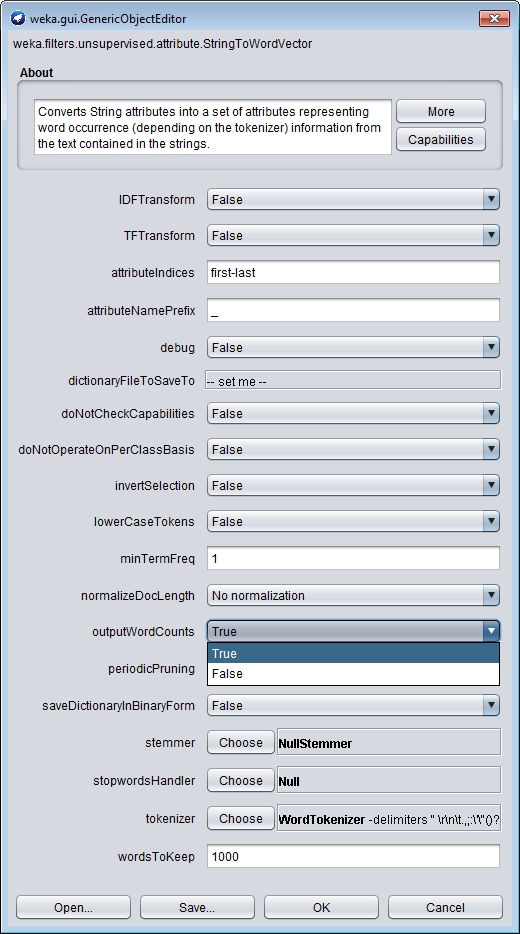 weka.gui.GenericObjectEditor
weka.filters.unsupervised.attribute.StringToWordVector
About
Converts String attributes into a set of attributes representing
word occurrence (depending on the tokenizer) information from
the text contained in the strings.
More
Capabilities
IDFTransform False
TFTransform False
attributeIndices first-last
attributeNamePrefix _
debug False
dictionaryFileToSaveTo -- set me --
doNotCheckCapabilities False
doNotOperateOnPerClassBasis False
invertSelection False
lowerCaseTokens False
minTermFreq 1
normalizeDocLength No normalization
outputWordCounts True
True
periodicPruning False
saveDictionaryInBinaryForm False
stemmer Choose NullStemmer
stopwordsHandler Choose Null
tokenizer Choose WordTokenizer -delimiters " \r\n\t.,;:\'\"()?
wordsToKeep 1000
Open... Save... OK Cancel